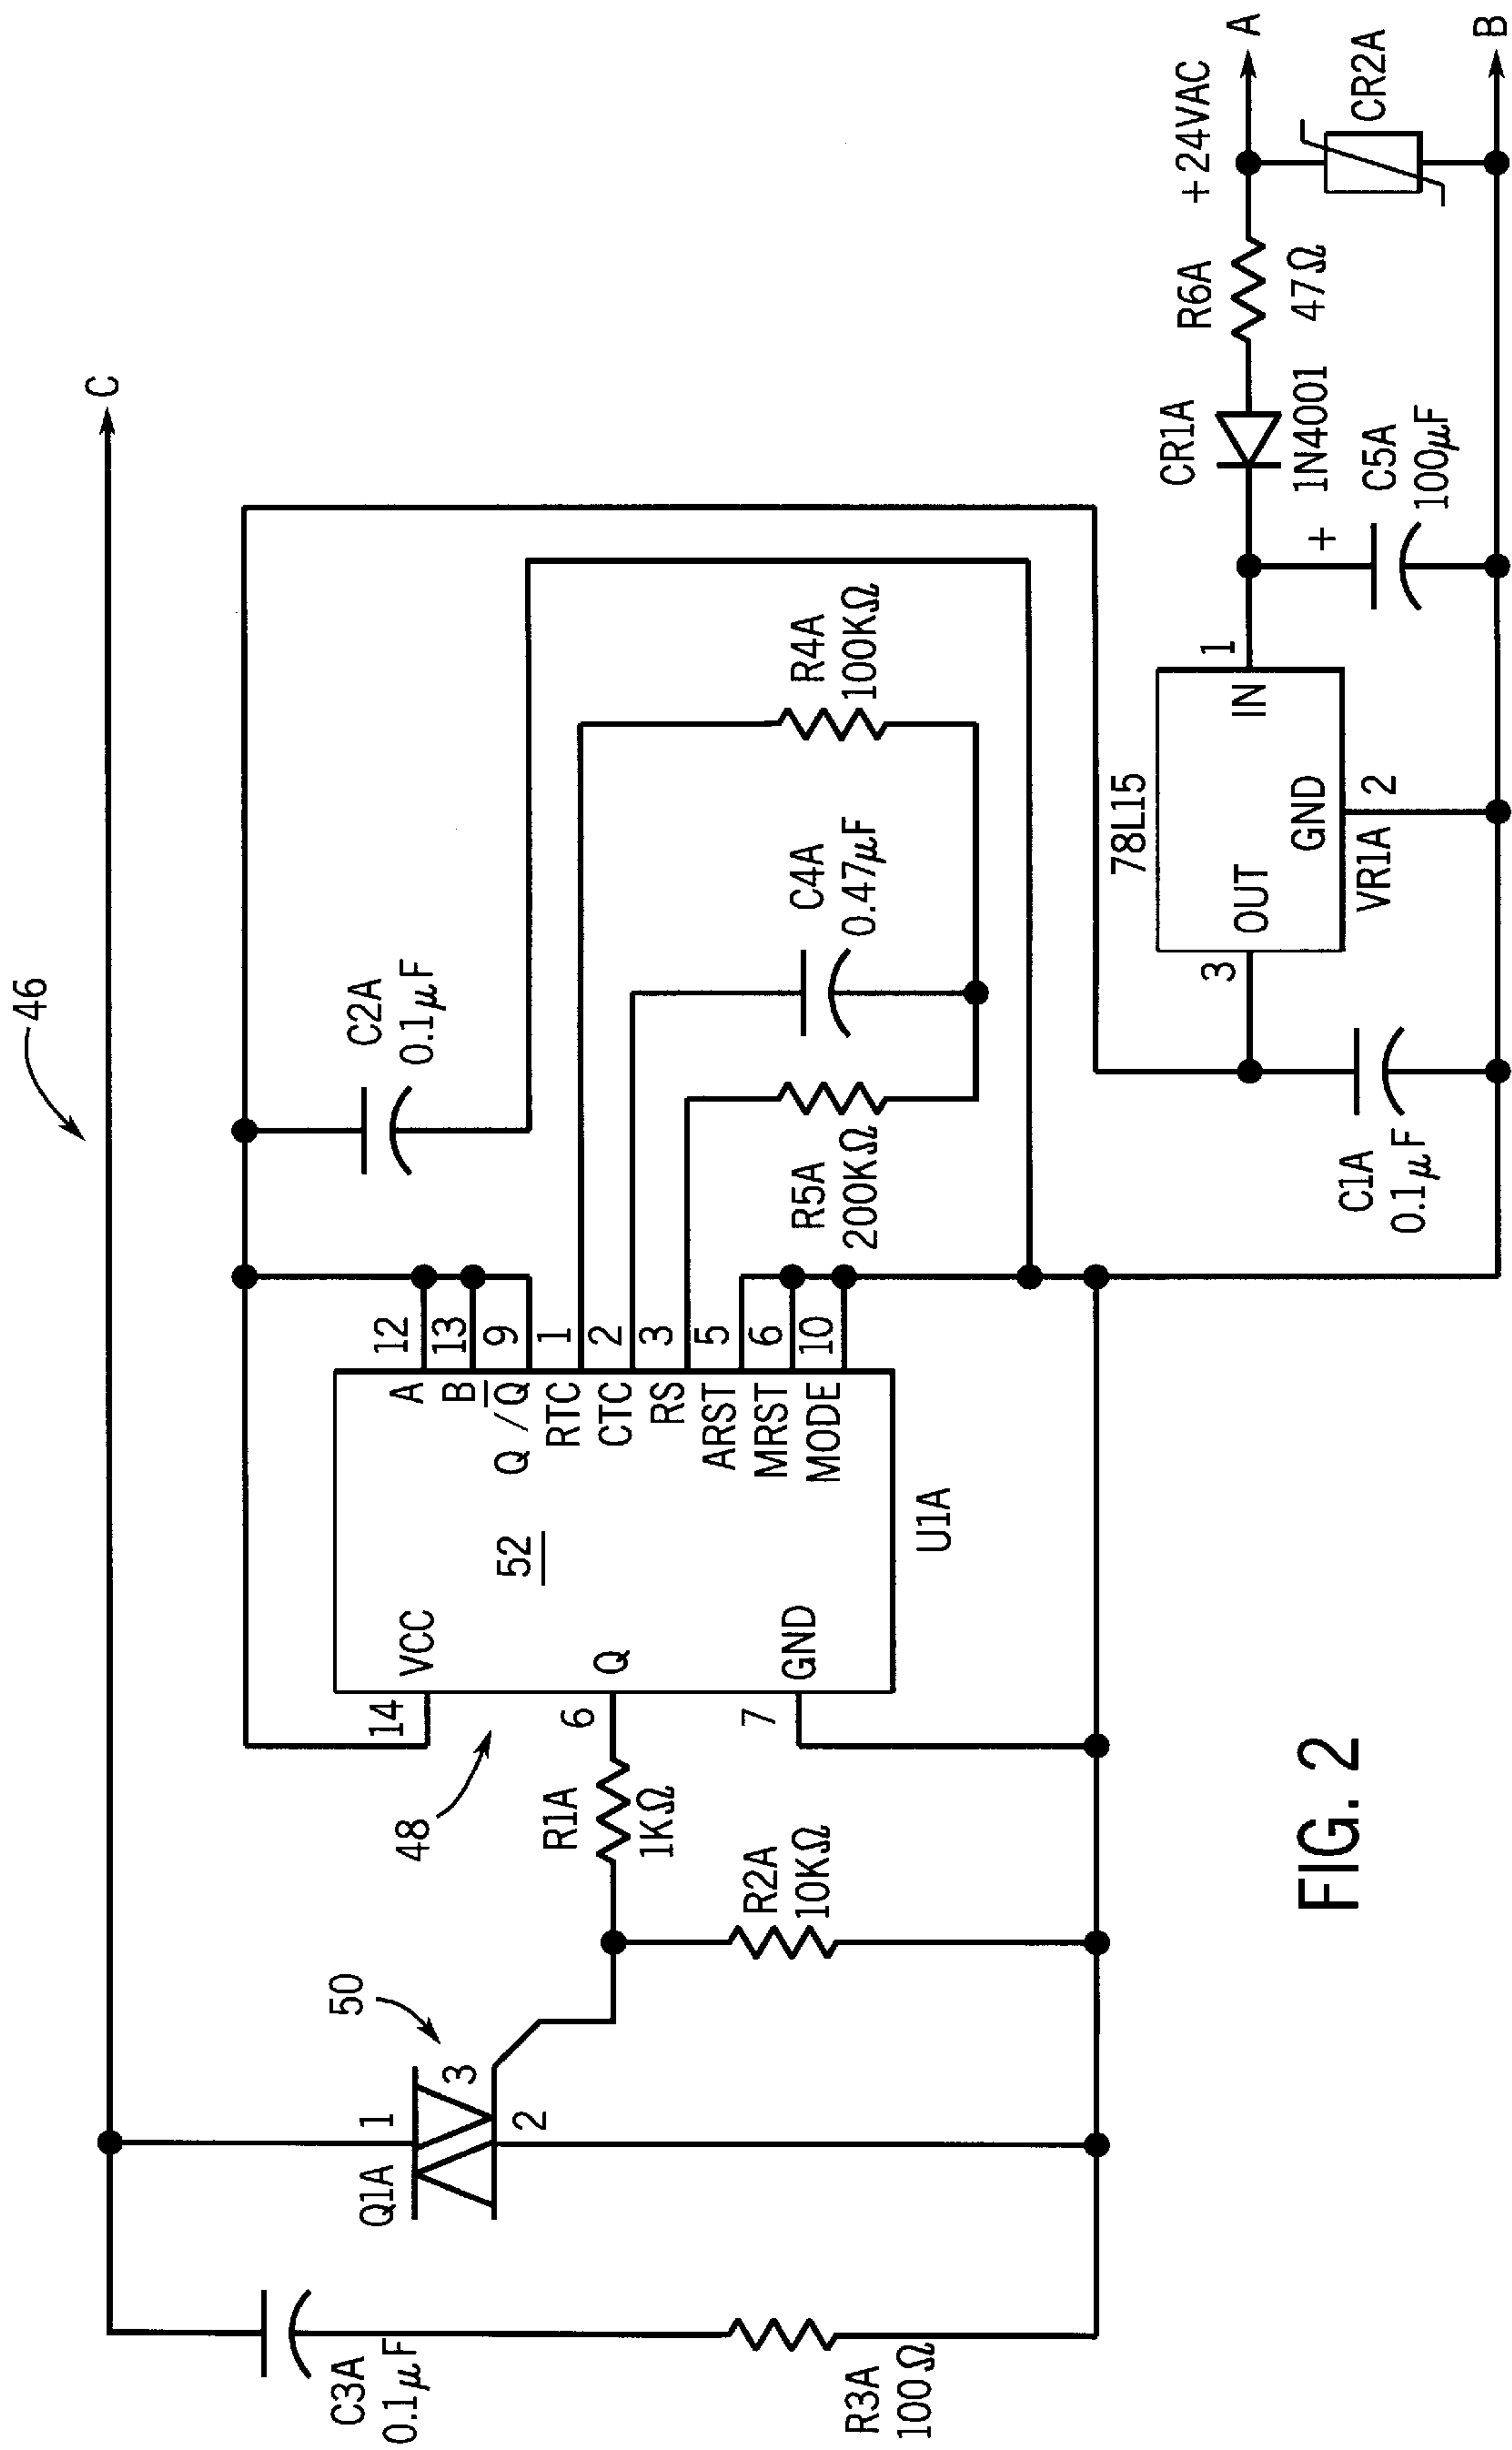 46
C
C3A
0.1μF
R3A
100Ω
Q1A
1
2
3
50
R2A
10KΩ
R1A
1KΩ
48
14
6
7
VCC
Q
GND
52
U1A
A
B
Q / Q̅
RTC
CTC
RS
ARST
MRST
MODE
12
13
9
1
2
3
5
6
10
C2A
0.1μF
R5A
200KΩ
C4A
0.47μF
R4A
100KΩ
C1A
0.1μF
78L15
3
OUT
GND
IN
1
2
VR1A
CR1A
1N4001
+
C5A
100μF
R6A
47Ω
+24VAC
CR2A
A
B
FIG. 2